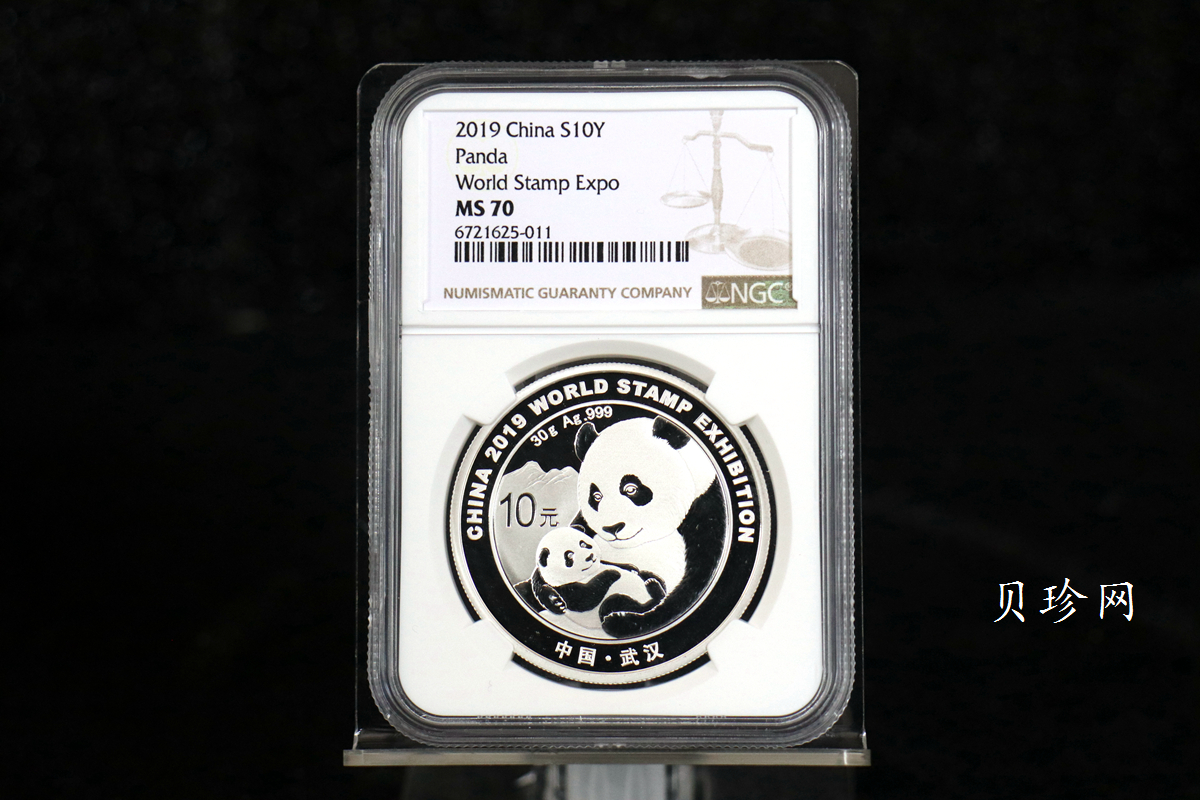 2019 China S10Y
Panda
World Stamp Expo
MS 70
6721625-011
NUMISMATIC GUARANTY COMPANY
NGC
CHINA 2019 WORLD STAMP EXHIBITION
30g Ag.999
10元
中国·武汉
贝珍网